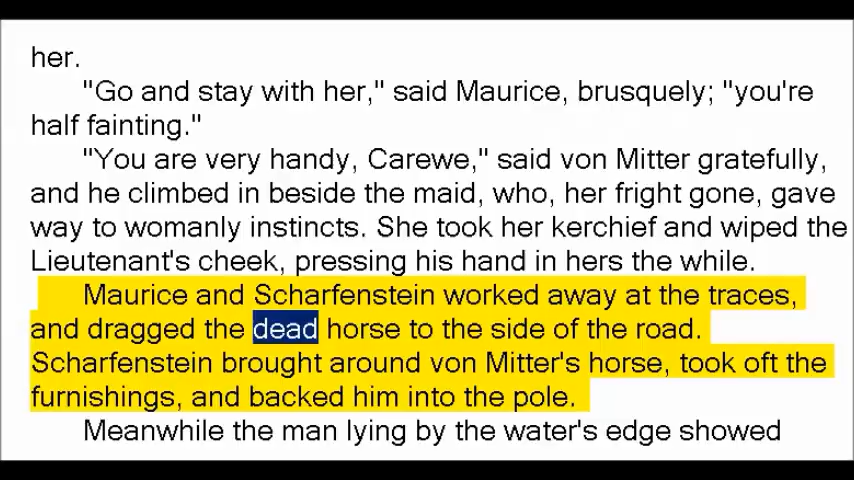 her.
"Go and stay with her," said Maurice, brusquely; "you're
half fainting."
"You are very handy, Carewe," said von Mitter gratefully,
and he climbed in beside the maid, who, her fright gone, gave
way to womanly instincts. She took her kerchief and wiped the
Lieutenant's cheek, pressing his hand in hers the while.
Maurice and Scharfenstein worked away at the traces,
and dragged the dead horse to the side of the road.
Scharfenstein brought around von Mitter's horse, took oft the
furnishings, and backed him into the pole.
Meanwhile the man lying by the water's edge showed